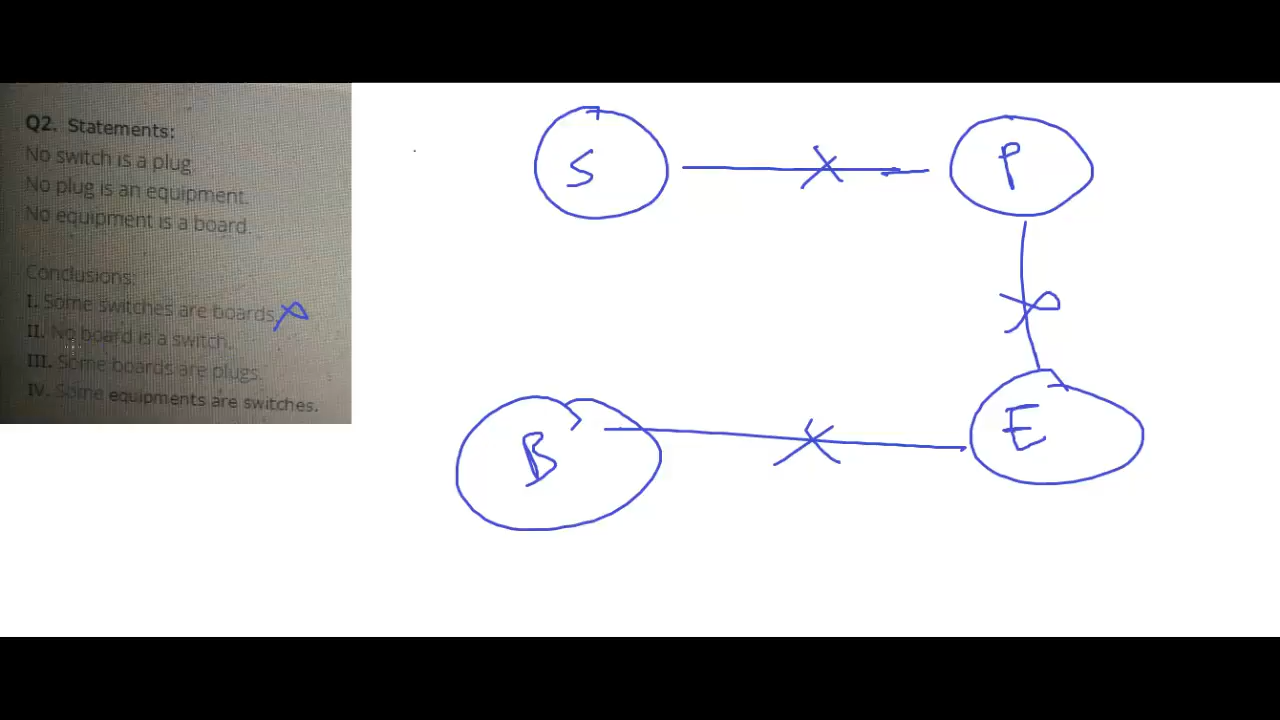 Q2. Statements:
No switch is a plug.
No plug is an equipment.
No equipment is a board.
Conclusions:
I. Some switches are boards.
II. No board is a switch.
III. Some boards are plugs.
IV. Some equipments are switches.
S
P
B
E